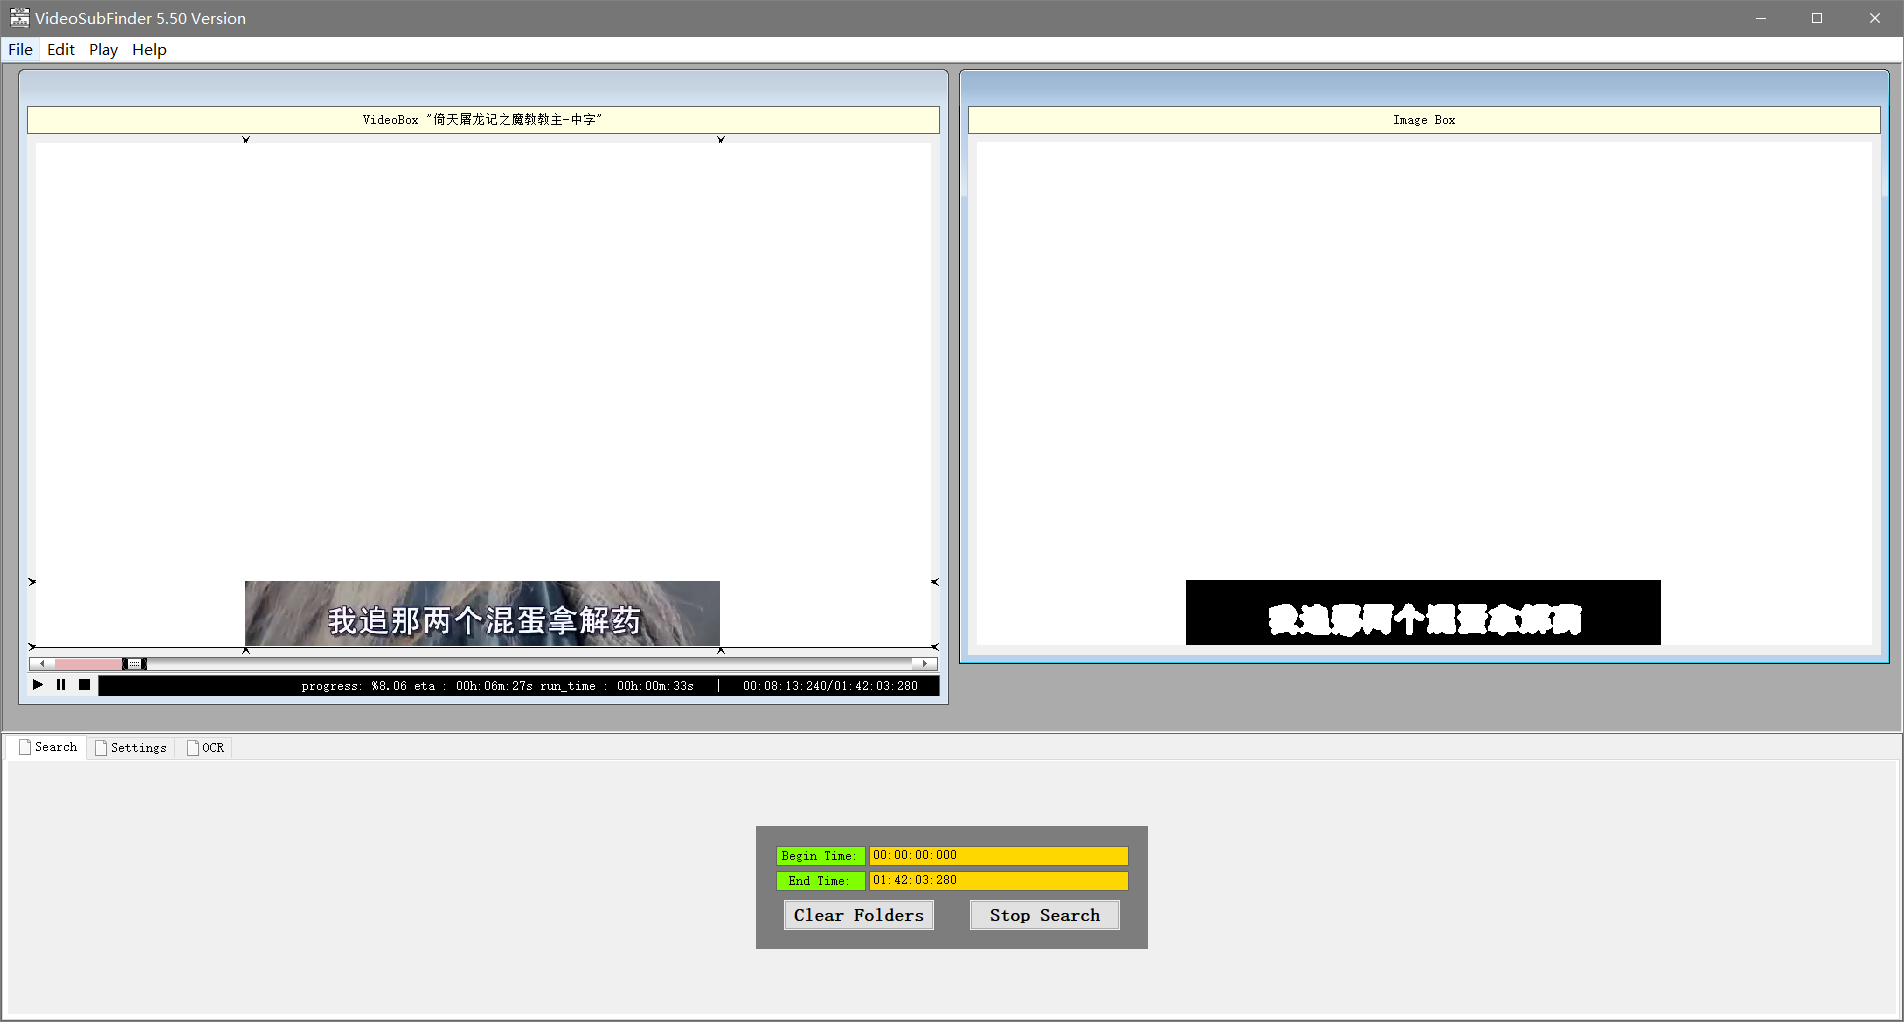 VideoSubFinder 5.50 Version
File Edit Play Help
VideoBox "倚天屠龙记之魔教教主-中字"
Image Box
我追那两个混蛋拿解药
我追那两个混蛋拿解药
progress: %8.06 eta : 00h:06m:27s run_time : 00h:00m:33s | 00:08:13:240/01:42:03:280
Search Settings OCR
Begin Time: 00:00:00:000
End Time: 01:42:03:280
Clear Folders Stop Search